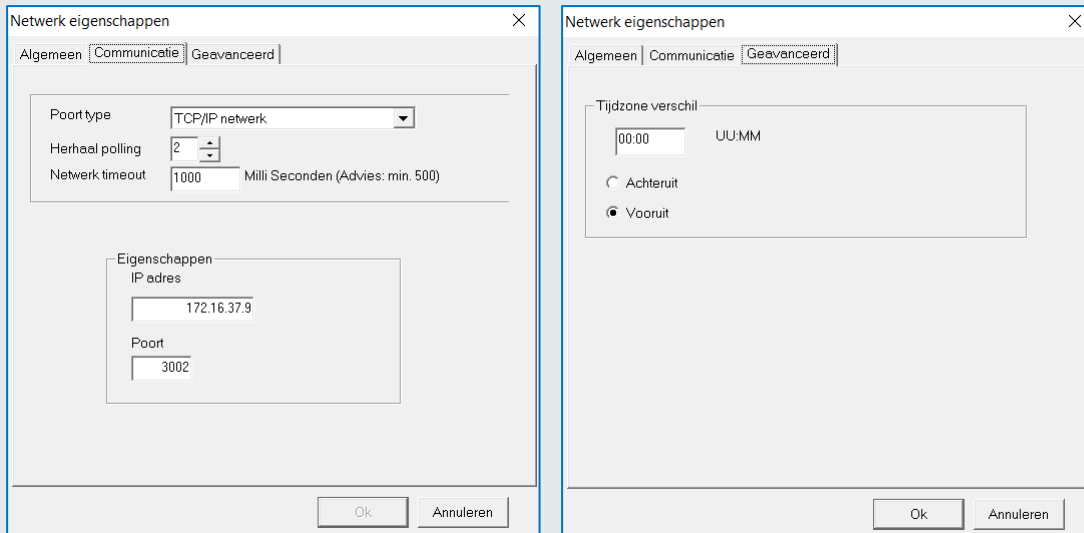 Netwerk eigenschappen
Algemeen Communicatie Geavanceerd
Poort type TCP/IP netwerk
Herhaal polling 2
Netwerk timeout 1000 Milli Seconden (Advies: min. 500)
Eigenschappen
IP adres
172.16.37.9
Poort
3002
Ok Annuleren
Netwerk eigenschappen
Algemeen Communicatie Geavanceerd
Tijdzone verschil
00:00 UU:MM
Achteruit
Vooruit
Ok Annuleren